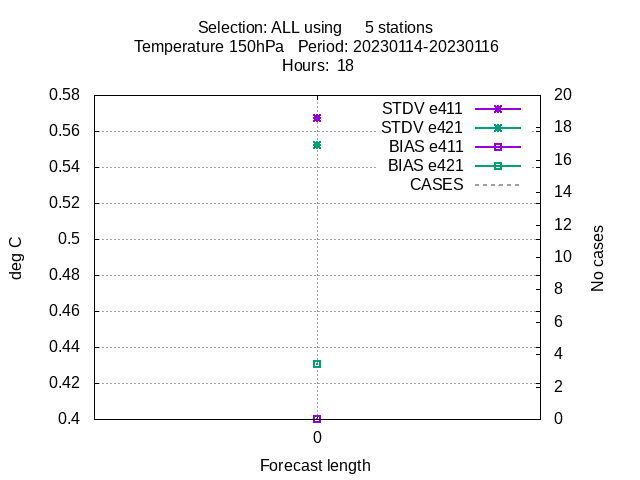 Selection: ALL using 5 stations
Temperature 150hPa Period: 20230114-20230116
Hours: 18
0.58
0.56
0.54
0.52
0.5
0.48
0.46
0.44
0.42
0.4
deg C
STDV e411
STDV e421
BIAS e411
BIAS e421
CASES
20
18
16
14
12
10
8
6
4
2
0
No cases
0
Forecast length